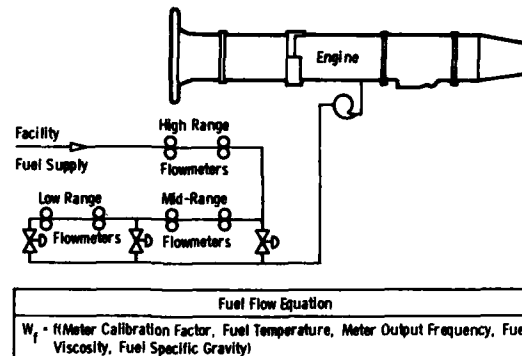 Engine
High Range
Facility
Fuel Supply
Flowmeters
Low Range
Mid-Range
Flowmeters
Flowmeters
Fuel Flow Equation
W_f = f(Meter Calibration Factor, Fuel Temperature, Meter Output Frequency, Fue
Viscosity, Fuel Specific Gravity)